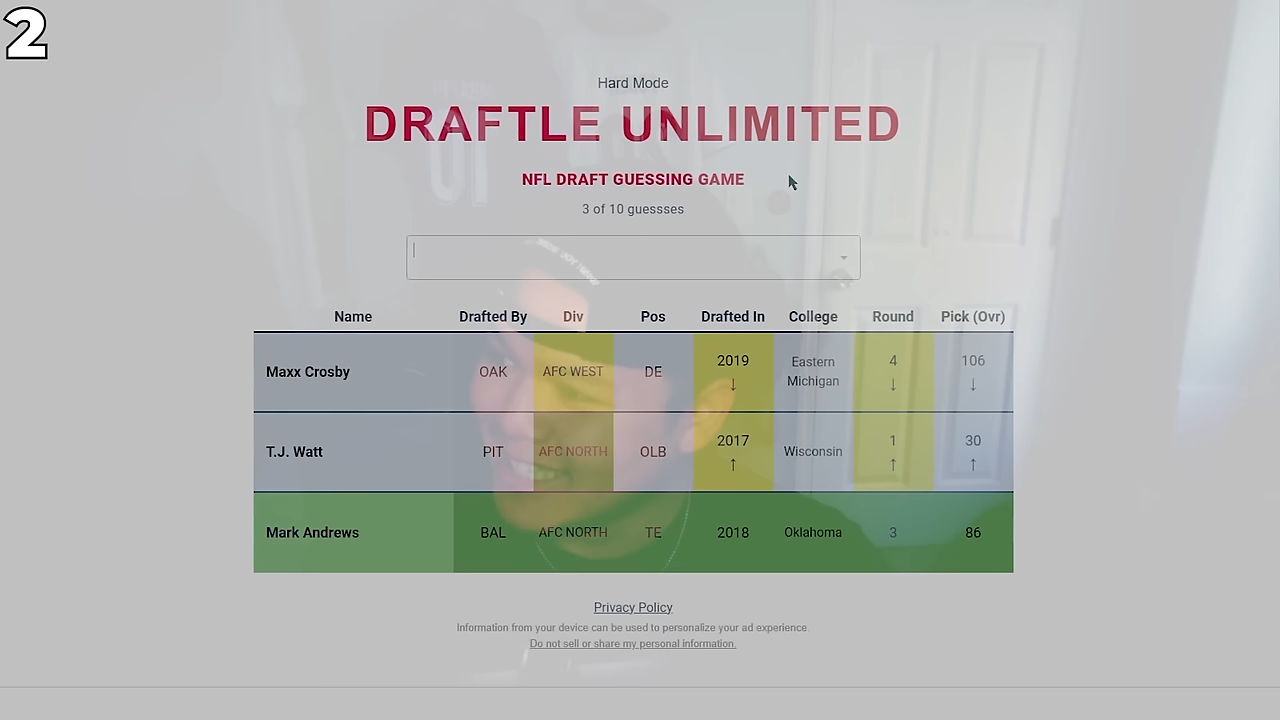 2
Hard Mode
DRAFTLE UNLIMITED
NFL DRAFT GUESSING GAME
3 of 10 guessses
Name Drafted By Div Pos Drafted In College Round Pick (Ovr)
Maxx Crosby OAK AFC WEST DE 2019 ↓ Eastern Michigan 4 ↓ 106 ↓
T.J. Watt PIT AFC NORTH OLB 2017 ↑ Wisconsin 1 ↑ 30 ↑
Mark Andrews BAL AFC NORTH TE 2018 Oklahoma 3 86
Privacy Policy
Information from your device can be used to personalize your ad experience.
Do not sell or share my personal information.